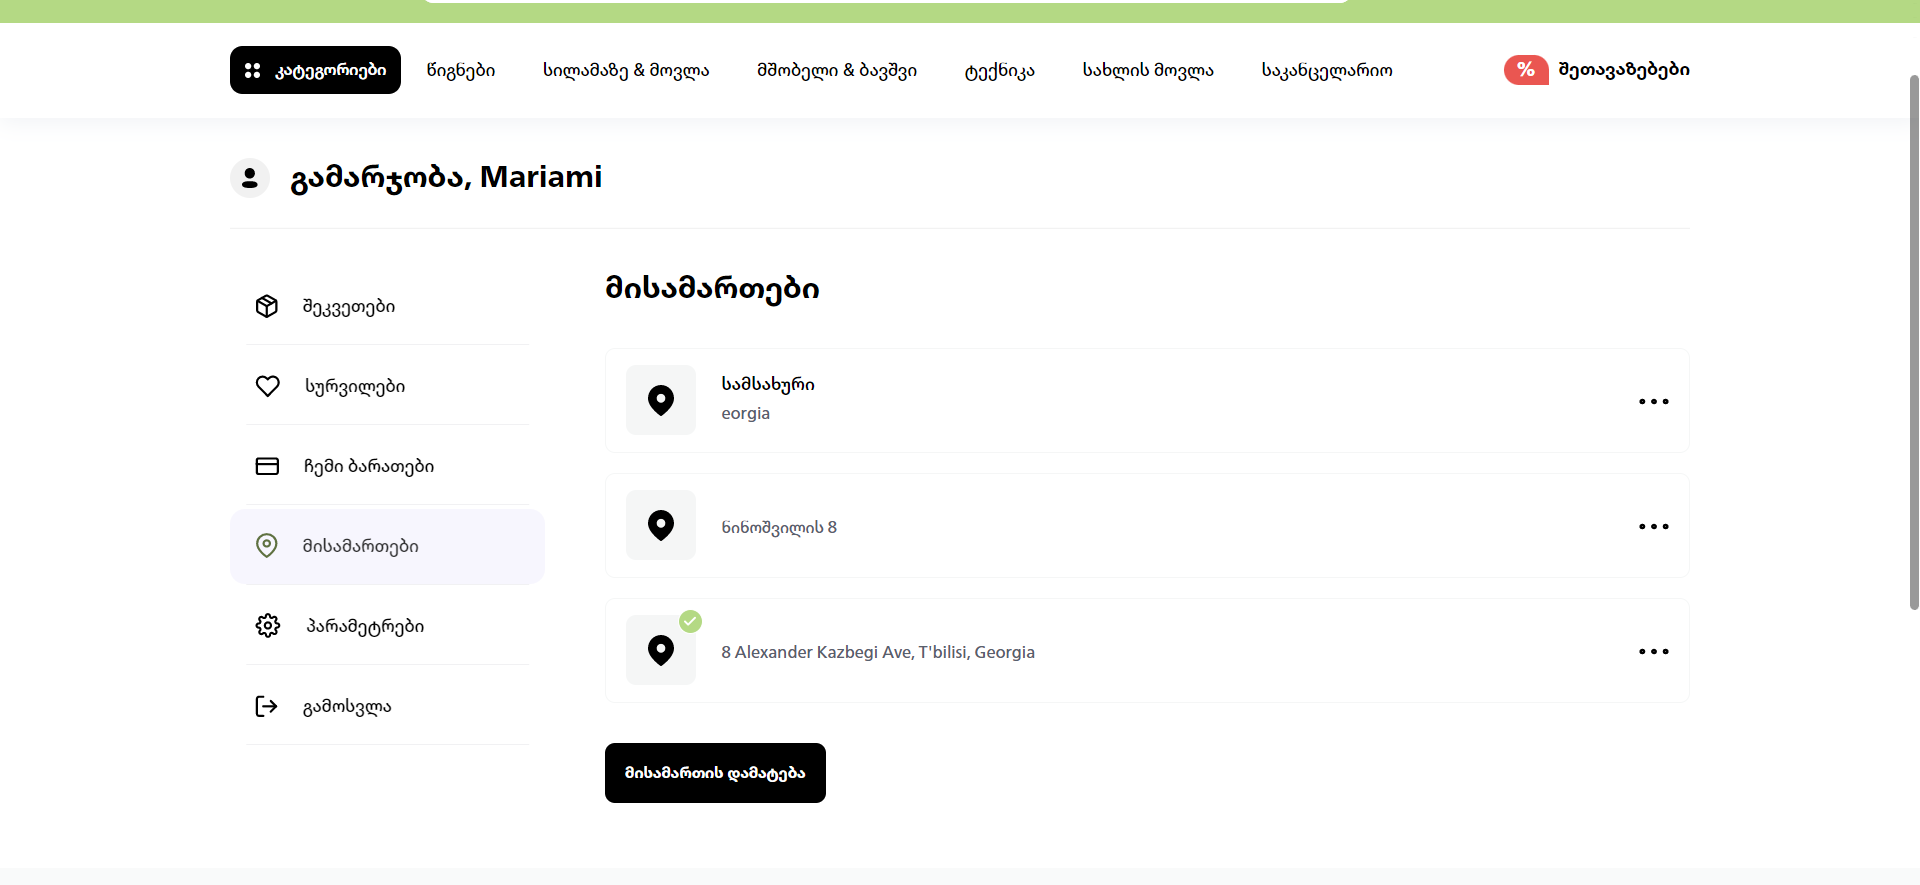 კატეგორიები
წიგნები
სილამაზე & მოვლა
მშობელი & ბავშვი
ტექნიკა
სახლის მოვლა
საკანცელარიო
% შეთავაზებები
გამარჯობა, Mariami
შეკვეთები
სურვილები
ჩემი ბარათები
მისამართები
პარამეტრები
გამოსვლა
მისამართები
სამსახური
eorgia
ნინოშვილის 8
8 Alexander Kazbegi Ave, T'bilisi, Georgia
მისამართის დამატება